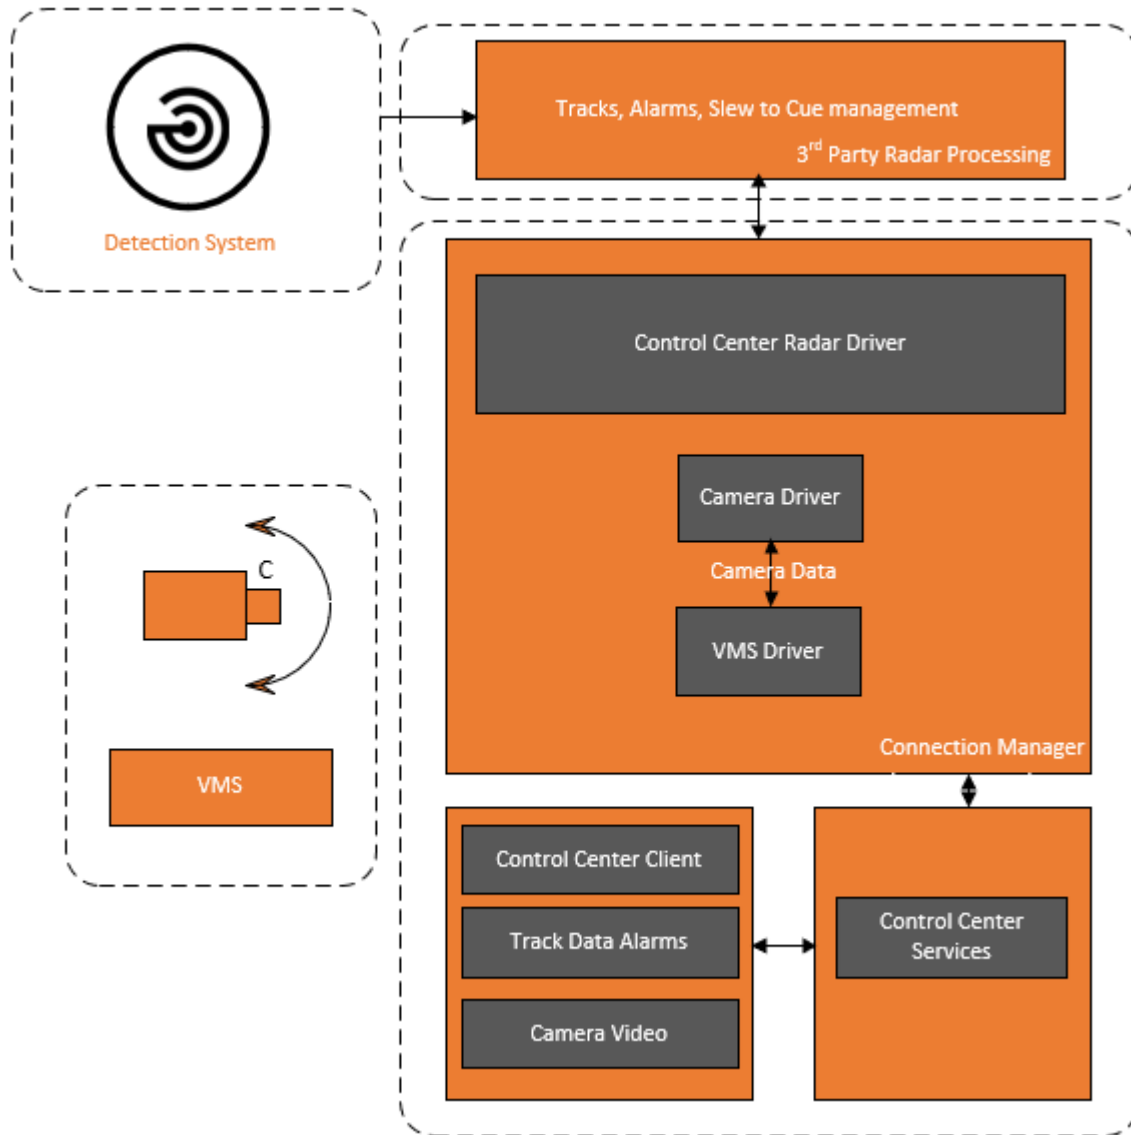 Tracks, Alarms, Slew to Cue management
3rd Party Radar Processing
Detection System
Control Center Radar Driver
Camera Driver
Camera Data
VMS Driver
Connection Manager
C
VMS
Control Center Client
Track Data Alarms
Camera Video
Control Center
Services